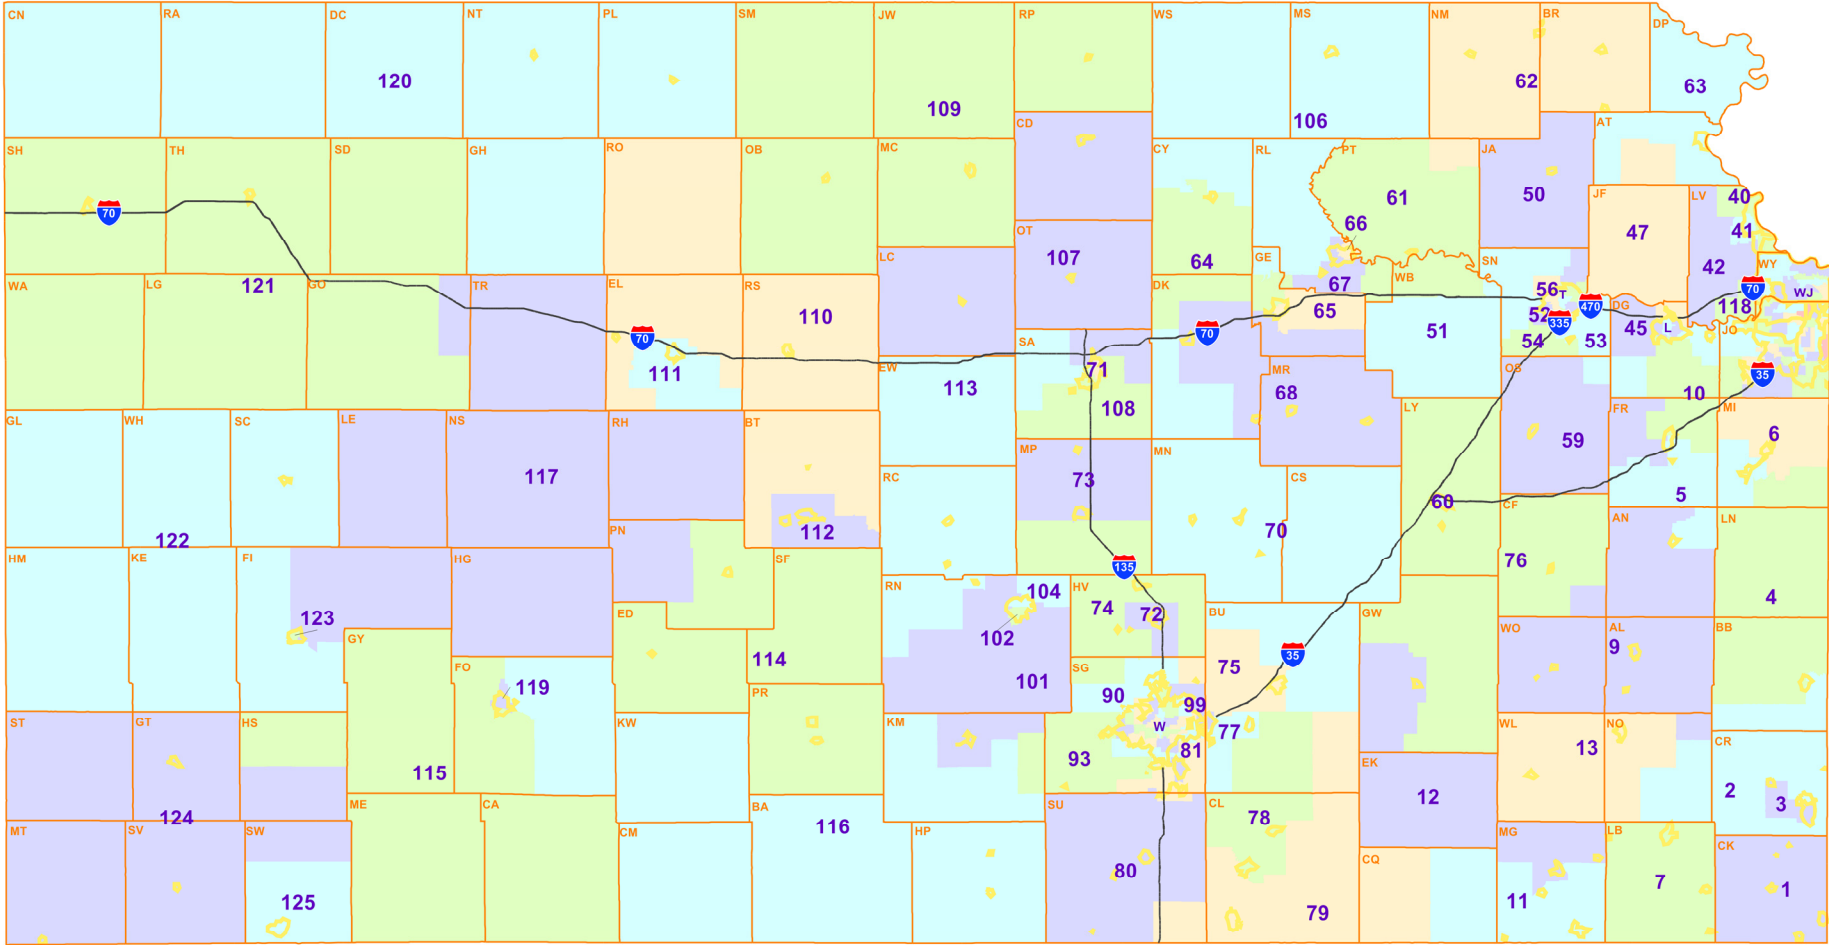 CN RA DC NT PL SM JW RP WS MS NM BR DP
120 109 106 62 63
CD AT
SH TH SD GH RO OB MC CY RL PT JA
70 61 50 JF LV 40
66 47 41
OT 107 LC 64 GE SN 42 WY
121 67 WB 56 T 70 WJ
WA LG GO TR EL RS DK
110 65 51 52 470 DG 118
70 70 335 45 L JO
SA 54 53
111 EW 113 71 MR 68 OS 35
108 10
GL WH SC LE NS RH BT LY FR MI
59 6
117 MP 73 MN
RC CS 5
60
122 PN 112 70 CF AN LN
HM KE FI HG SF 135 76
RN 104 HV 4
123 ED 74 72 BU GW
GY 102 WO AL 9 BB
114 SG 75 35
FO 119 101 90
PR 99
ST GT HS KW KM W 77 WL NO
93 81 13 CR
115 EK
124 ME CA BA SU CL 12 2 3
MT SV SW CM 116 HP 78 MG LB
CK
80 CQ
125 11 7 1
79